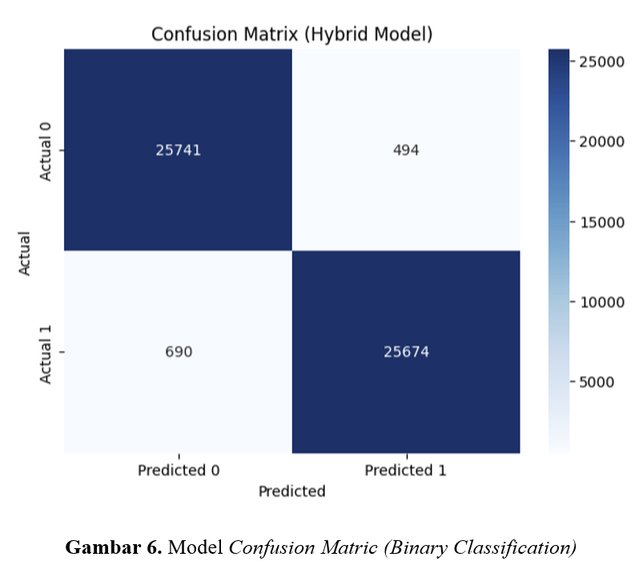 Confusion Matrix (Hybrid Model)
25000
Actual 0
25741
494
20000
15000
Actual
10000
Actual 1
690
25674
5000
Predicted 0
Predicted 1
Predicted
Gambar 6. Model Confusion Matric (Binary Classification)